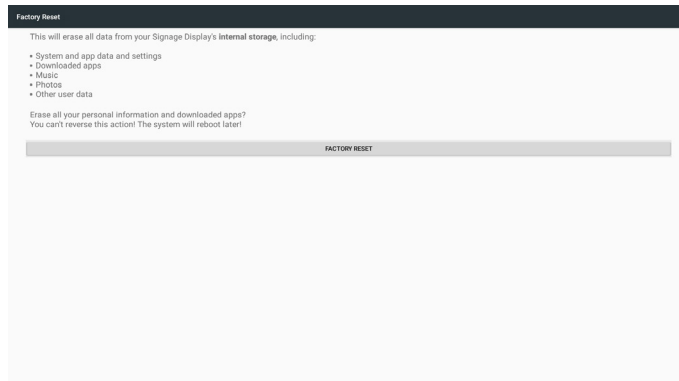 Factory Reset
This will erase all data from your Signage Display's internal storage, including:
• System and app data and settings
• Downloaded apps
• Music
• Photos
• Other user data
Erase all your personal information and downloaded apps?
You can't reverse this action! The system will reboot later!
FACTORY RESET